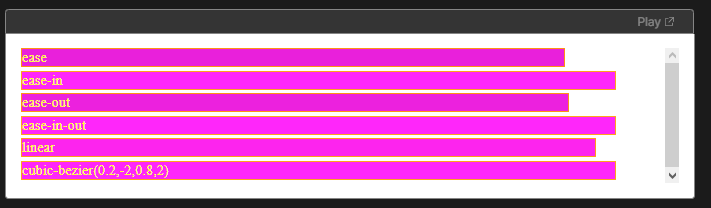 Play
ease
ease-in
ease-out
ease-in-out
linear
cubic-bezier(0.2,-2,0.8,2)